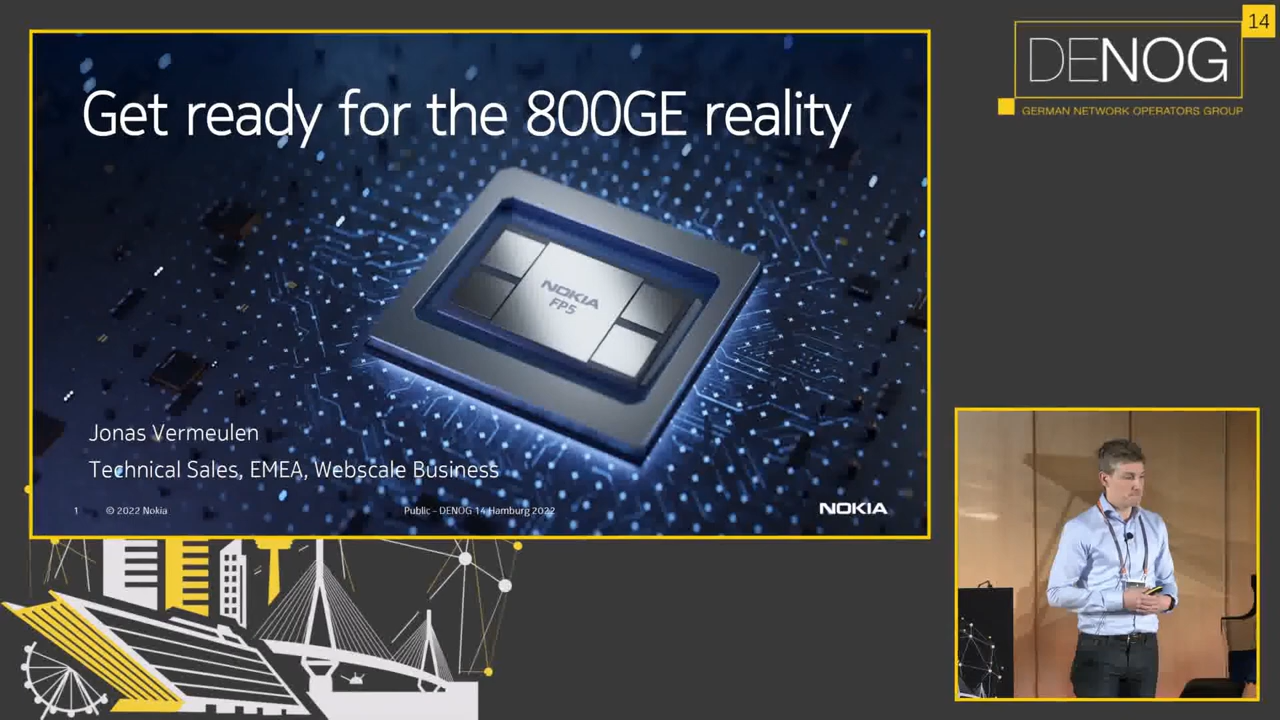 Get ready for the 800GE reality
NOKIA
FP5
Jonas Vermeulen
Technical Sales, EMEA, Webscale Business
1
© 2022 Nokia
Public – DENOG 14 Hamburg 2022
NOKIA
14
DENOG
GERMAN NETWORK OPERATORS GROUP